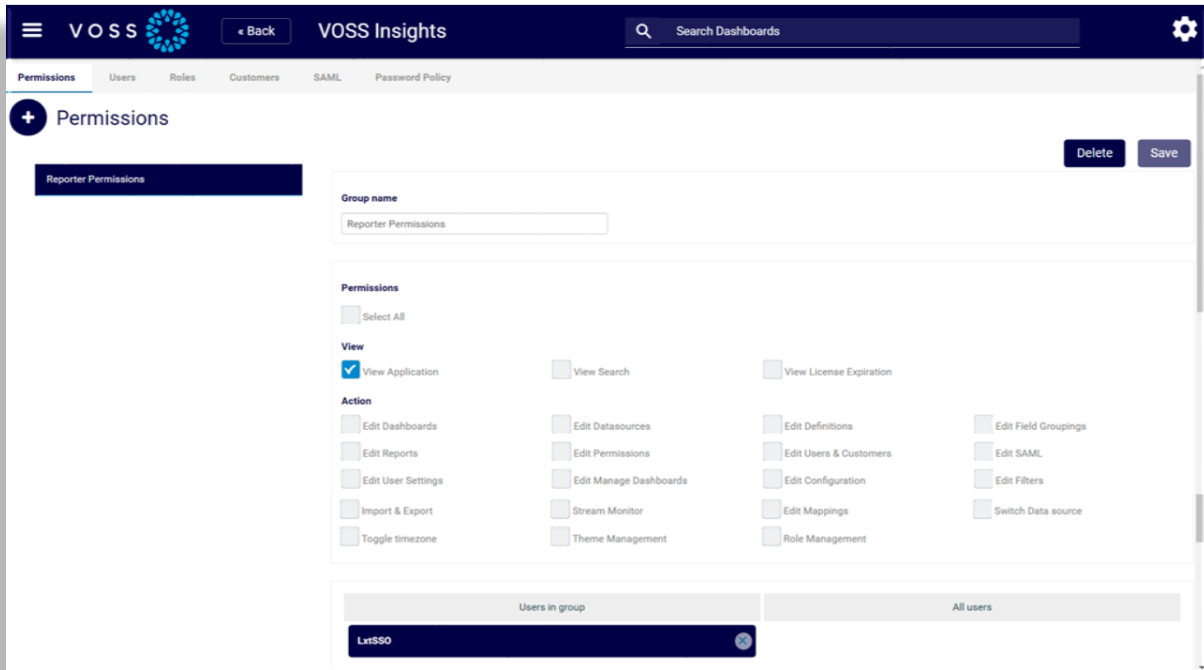 VOSS
« Back
VOSS Insights
Search Dashboards
Permissions Users Roles Customers SAML Password Policy
+ Permissions
Delete Save
Reporter Permissions
Group name
Reporter Permissions
Permissions
Select All
View
View Application View Search View License Expiration
Action
Edit Dashboards Edit Datasources Edit Definitions Edit Field Groupings
Edit Reports Edit Permissions Edit Users & Customers Edit SAML
Edit User Settings Edit Manage Dashboards Edit Configuration Edit Filters
Import & Export Stream Monitor Edit Mappings Switch Data source
Toggle timezone Theme Management Role Management
Users in group All users
LxtSSO